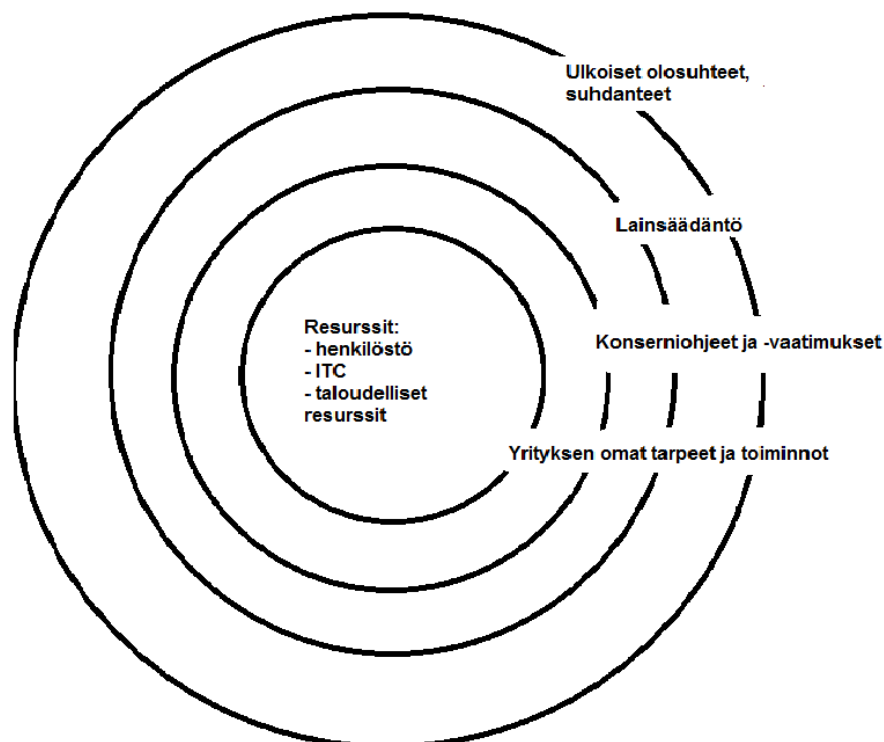 Ulkoiset olosuhteet,
suhdanteet
Lainsäädäntö
Konserniohjeet ja -vaatimukset
Resurssit:
- henkilöstö
- ITC
- taloudelliset
resurssit
Yrityksen omat tarpeet ja toiminnot